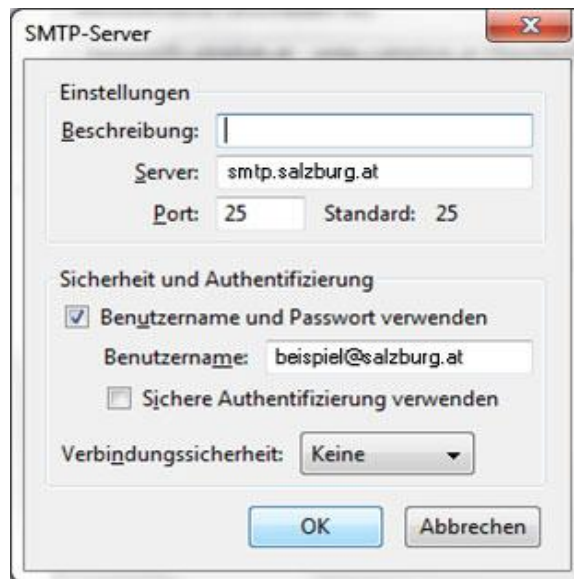 SMTP-Server
Einstellungen
Beschreibung:
Server: smtp.salzburg.at
Port: 25 Standard: 25
Sicherheit und Authentifizierung
Benutzername und Passwort verwenden
Benutzername: beispiel@salzburg.at
Sichere Authentifizierung verwenden
Verbindungssicherheit: Keine
OK Abbrechen